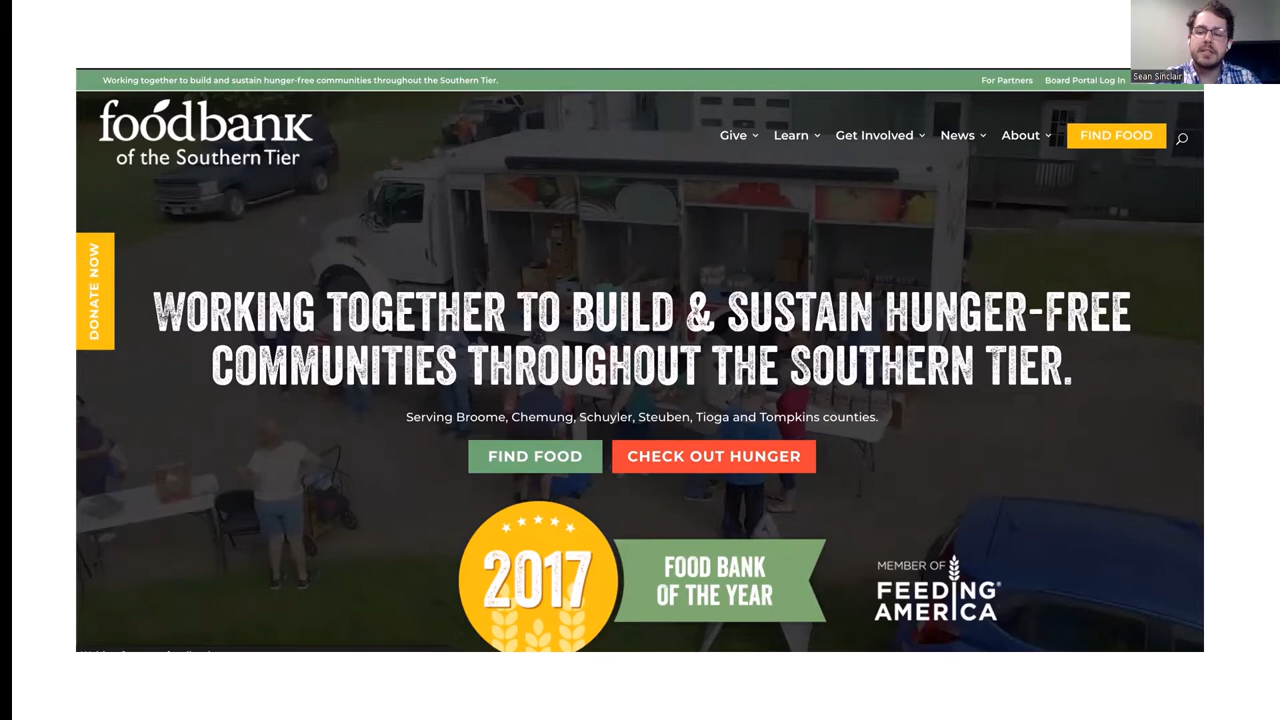 Sean Sinclair
Working together to build and sustain hunger-free communities throughout the Southern Tier.
For Partners
Board Portal Log In
foodbank
of the Southern Tier
Give
Learn
Get Involved
News
About
FIND FOOD
DONATE NOW
WORKING TOGETHER TO BUILD & SUSTAIN HUNGER-FREE
COMMUNITIES THROUGHOUT THE SOUTHERN TIER.
Serving Broome, Chemung, Schuyler, Steuben, Tioga and Tompkins counties.
FIND FOOD
CHECK OUT HUNGER
2017
FOOD BANK
OF THE YEAR
MEMBER OF
FEEDING®
AMERICA